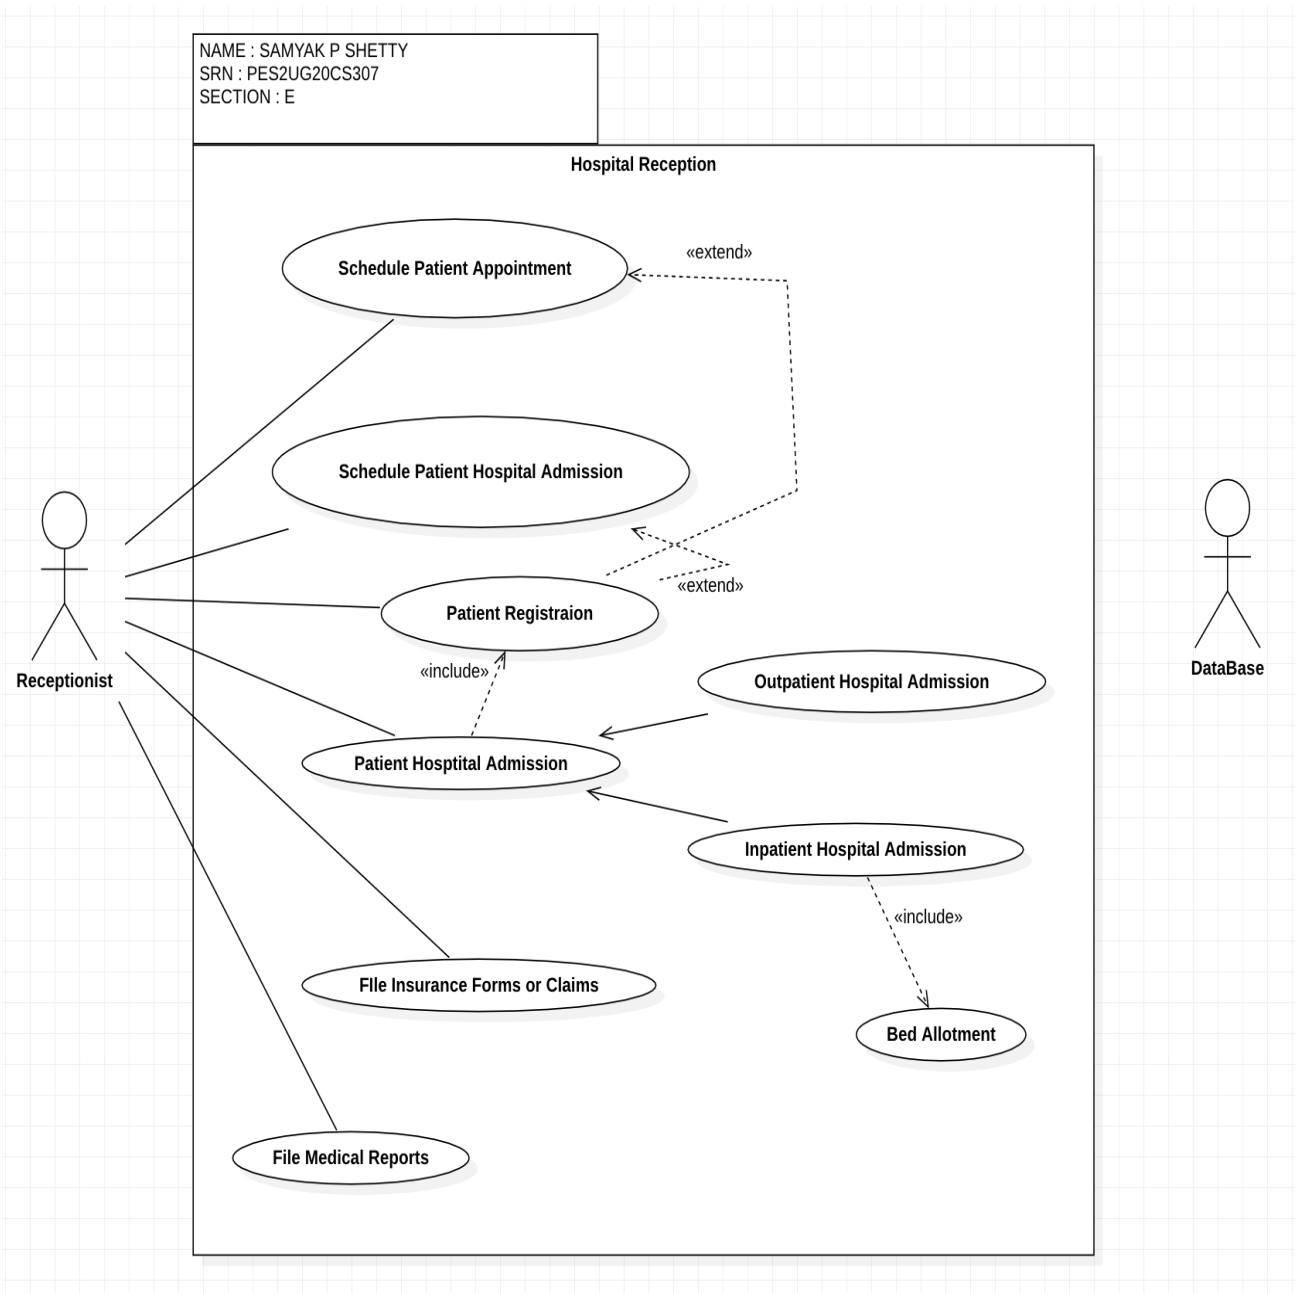 NAME : SAMYAK P SHETTY
SRN : PES2UG20CS307
SECTION : E
Hospital Reception
«extend»
Schedule Patient Appointment
Schedule Patient Hospital Admission
«extend»
Patient Registraion
«include»
Receptionist
DataBase
Outpatient Hospital Admission
Patient Hosptital Admission
Inpatient Hospital Admission
«include»
FIle Insurance Forms or Claims
Bed Allotment
File Medical Reports